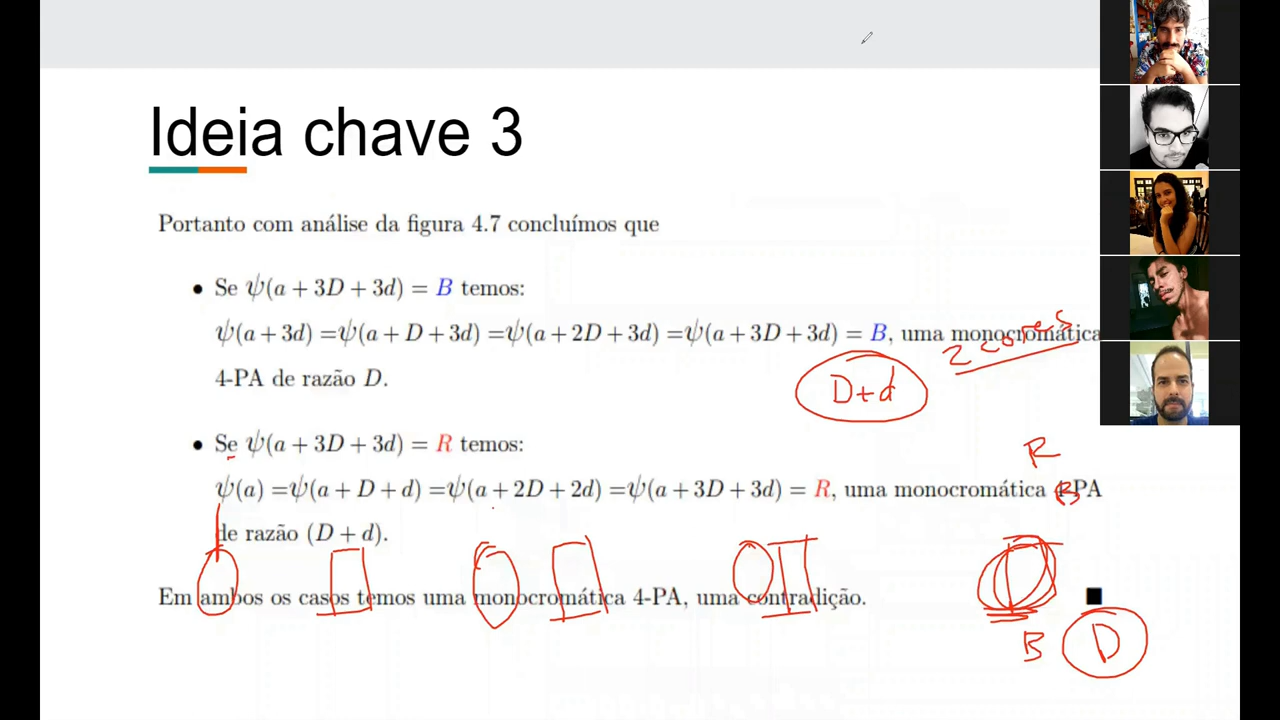 Ideia chave 3
Portanto com análise da figura 4.7 concluímos que
• Se ψ(a + 3D + 3d) = B temos:
ψ(a + 3d) =ψ(a + D + 3d) =ψ(a + 2D + 3d) =ψ(a + 3D + 3d) = B, uma monocromática
2 cores
4-PA de razão D.
D+d
• Se ψ(a + 3D + 3d) = R temos:
R
ψ(a) =ψ(a + D + d) =ψ(a + 2D + 2d) =ψ(a + 3D + 3d) = R, uma monocromática 4-PA
B
de razão (D + d).
Em ambos os casos temos uma monocromática 4-PA, uma contradição.
B D